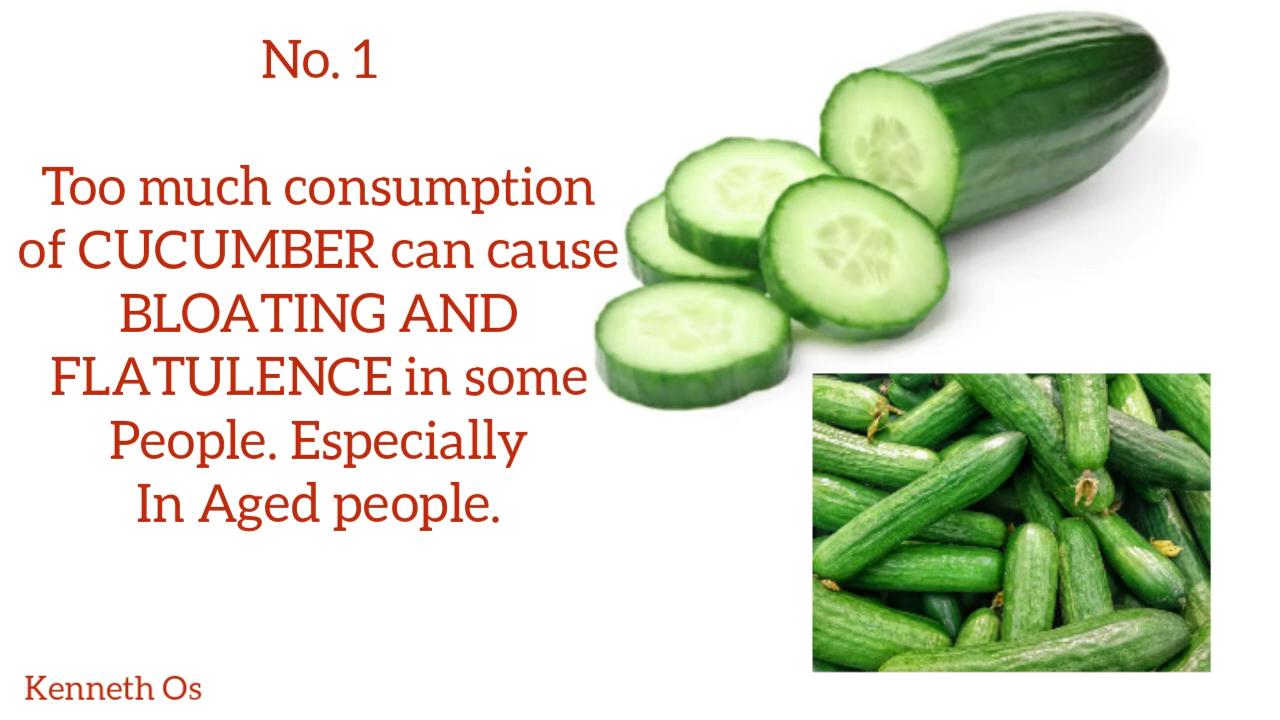 No. 1
Too much consumption
of CUCUMBER can cause
BLOATING AND
FLATULENCE in some
People. Especially
In Aged people.
Kenneth Os